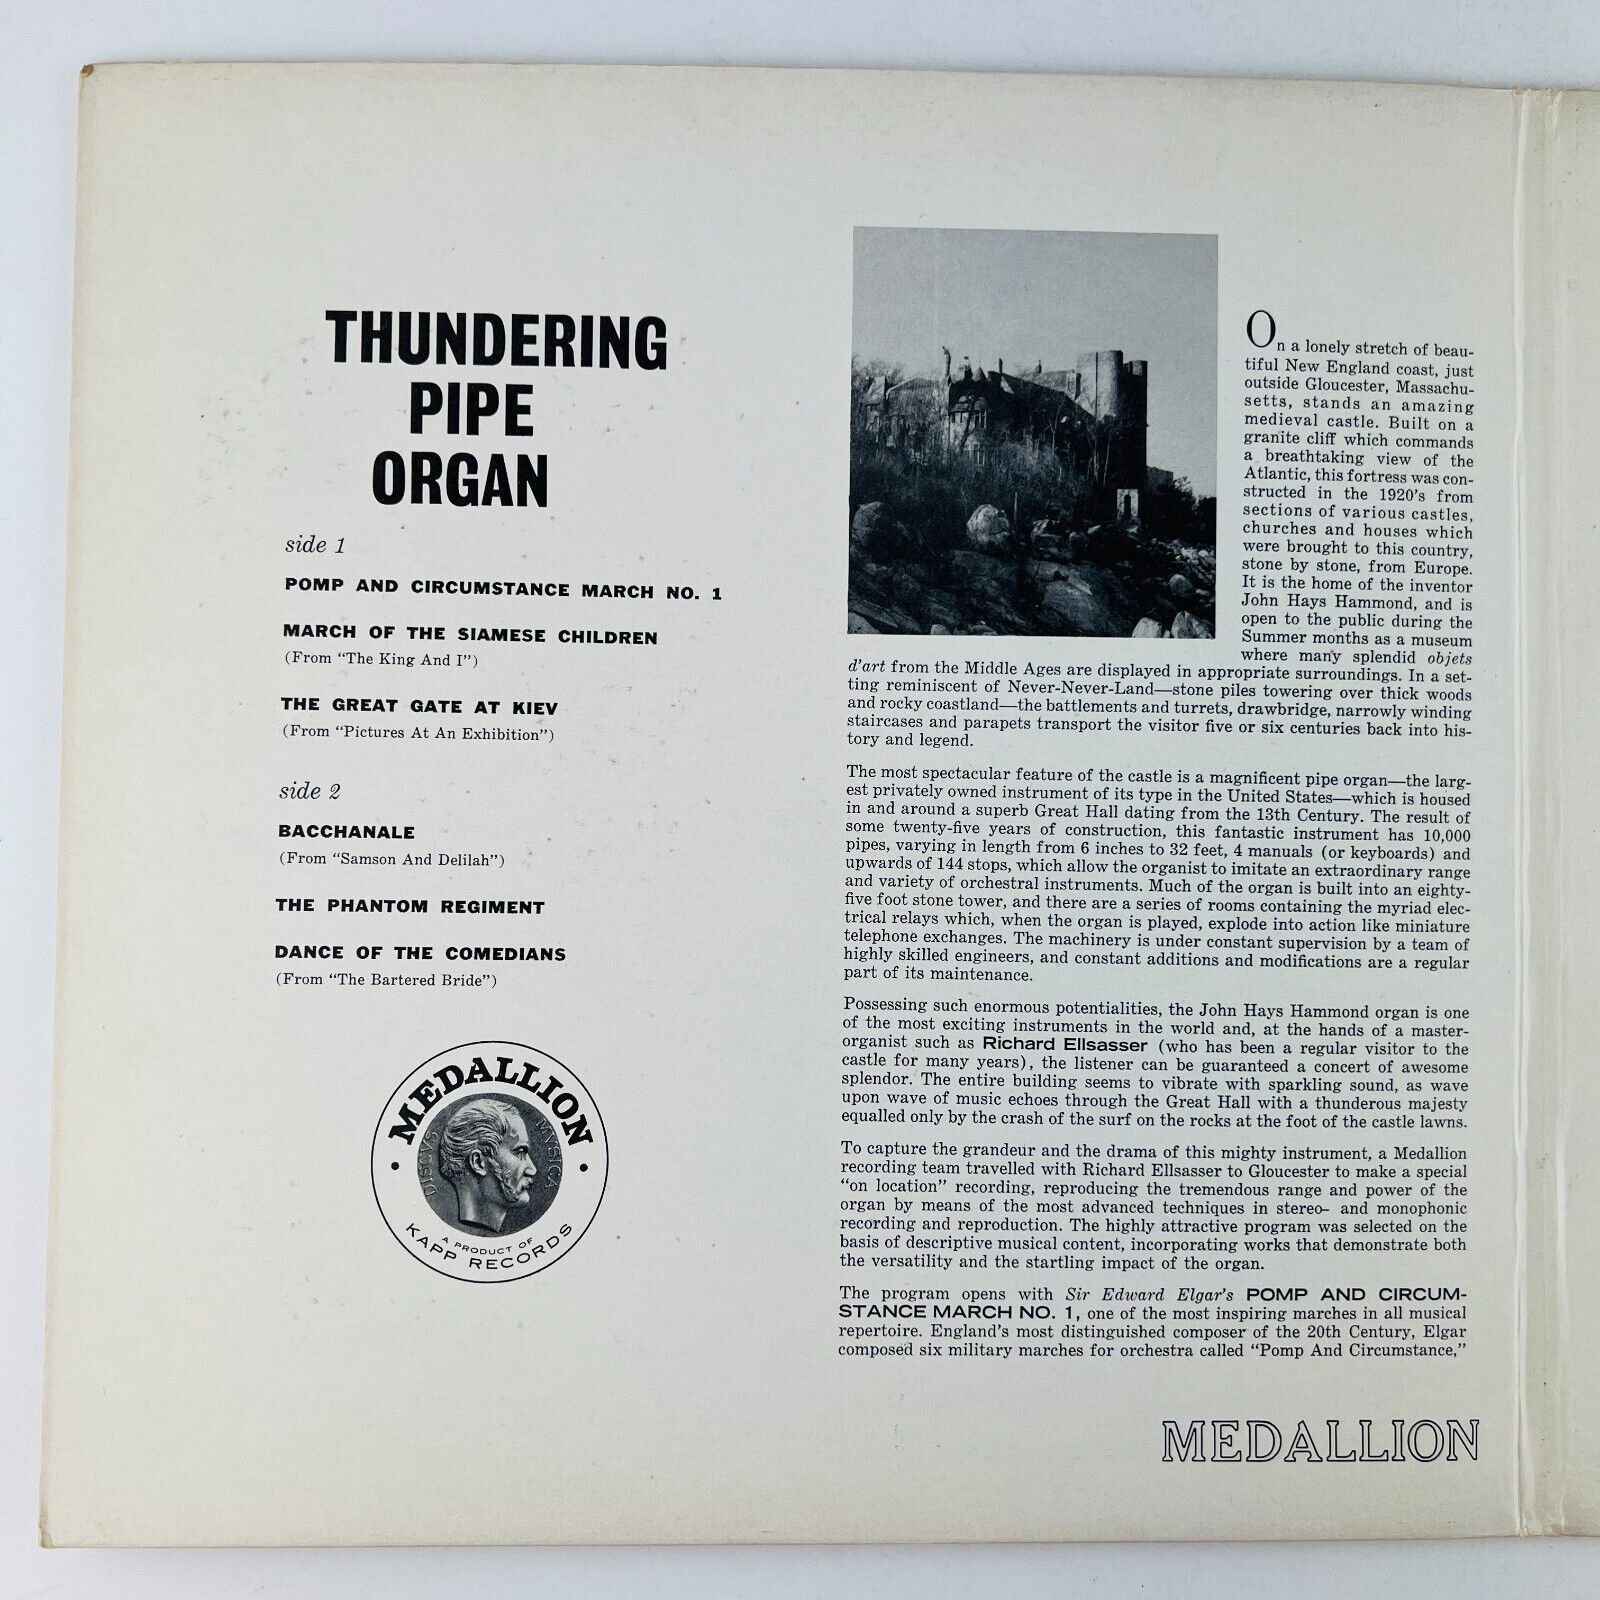 THUNDERING
PIPE
ORGAN
side 1
POMP AND CIRCUMSTANCE MARCH NO. 1
MARCH OF THE SIAMESE CHILDREN
(From "The King And I")
THE GREAT GATE AT KIEV
(From "Pictures At An Exhibition")
side 2
BACCHANALE
(From "Samson And Delilah")
THE PHANTOM REGIMENT
DANCE OF THE COMEDIANS
(From "The Bartered Bride")
MEDALLION
DISCVS MVSICA
A PRODUCT OF
KAPP RECORDS
On a lonely stretch of beau-
tiful New England coast, just
outside Gloucester, Massachu-
setts, stands an amazing
medieval castle. Built on a
granite cliff which commands
a breathtaking view of the
Atlantic, this fortress was con-
structed in the 1920's from
sections of various castles,
churches and houses which
were brought to this country,
stone by stone, from Europe.
It is the home of the inventor
John Hays Hammond, and is
open to the public during the
Summer months as a museum
where many splendid objets
d'art from the Middle Ages are displayed in appropriate surroundings. In a set-
ting reminiscent of Never-Never-Land—stone piles towering over thick woods
and rocky coastland—the battlements and turrets, drawbridge, narrowly winding
staircases and parapets transport the visitor five or six centuries back into his-
tory and legend.
The most spectacular feature of the castle is a magnificent pipe organ—the larg-
est privately owned instrument of its type in the United States—which is housed
in and around a superb Great Hall dating from the 13th Century. The result of
some twenty-five years of construction, this fantastic instrument has 10,000
pipes, varying in length from 6 inches to 32 feet, 4 manuals (or keyboards) and
upwards of 144 stops, which allow the organist to imitate an extraordinary range
and variety of orchestral instruments. Much of the organ is built into an eighty-
five foot stone tower, and there are a series of rooms containing the myriad elec-
trical relays which, when the organ is played, explode into action like miniature
telephone exchanges. The machinery is under constant supervision by a team of
highly skilled engineers, and constant additions and modifications are a regular
part of its maintenance.
Possessing such enormous potentialities, the John Hays Hammond organ is one
of the most exciting instruments in the world and, at the hands of a master-
organist such as Richard Ellsasser (who has been a regular visitor to the
castle for many years), the listener can be guaranteed a concert of awesome
splendor. The entire building seems to vibrate with sparkling sound, as wave
upon wave of music echoes through the Great Hall with a thunderous majesty
equalled only by the crash of the surf on the rocks at the foot of the castle lawns.
To capture the grandeur and the drama of this mighty instrument, a Medallion
recording team travelled with Richard Ellsasser to Gloucester to make a special
"on location" recording, reproducing the tremendous range and power of the
organ by means of the most advanced techniques in stereo- and monophonic
recording and reproduction. The highly attractive program was selected on the
basis of descriptive musical content, incorporating works that demonstrate both
the versatility and the startling impact of the organ.
The program opens with Sir Edward Elgar's POMP AND CIRCUM-
STANCE MARCH NO. 1, one of the most inspiring marches in all musical
repertoire. England's most distinguished composer of the 20th Century, Elgar
composed six military marches for orchestra called "Pomp And Circumstance,"
MEDALLION